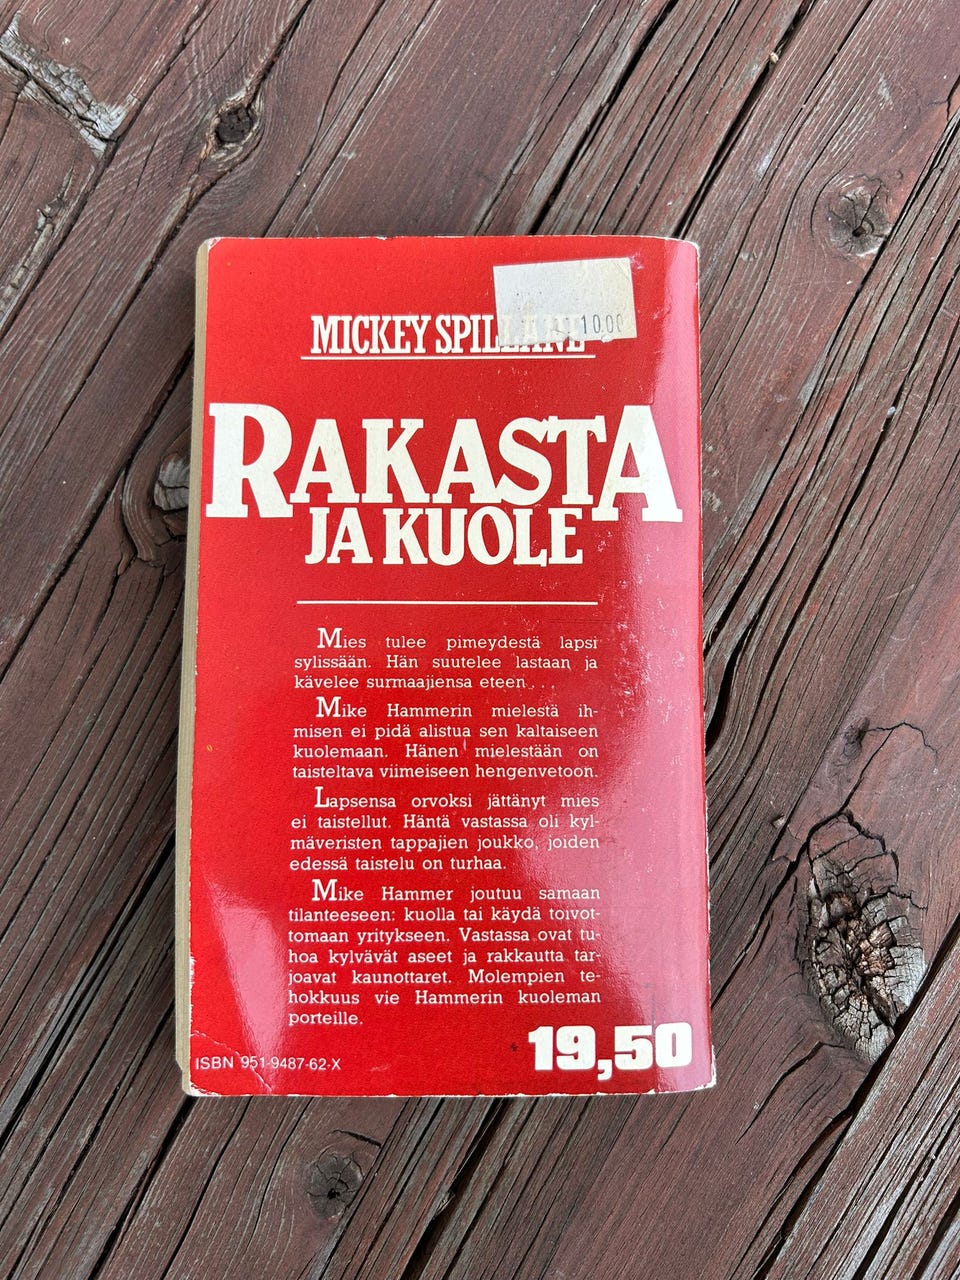 10.00
MICKEY SPILLANE
RAKASTA
JA KUOLE
Mies tulee pimeydestä lapsi
sylissään. Hän suutelee lastaan ja
kävelee surmaajiensa eteen . . .
Mike Hammerin mielestä ih-
misen ei pidä alistua sen kaltaiseen
kuolemaan. Hänen mielestään on
taisteltava viimeiseen hengenvetoon.
Lapsensa orvoksi jättänyt mies
ei taistellut. Häntä vastassa oli kyl-
mäveristen tappajien joukko, joiden
edessä taistelu on turhaa.
Mike Hammer joutuu samaan
tilanteeseen: kuolla tai käydä toivot-
tomaan yritykseen. Vastassa ovat tu-
hoa kylvävät aseet ja rakkautta tar-
joavat kaunottaret. Molempien te-
hokkuus vie Hammerin kuoleman
porteille.
19,50
ISBN 951-9487-62-X